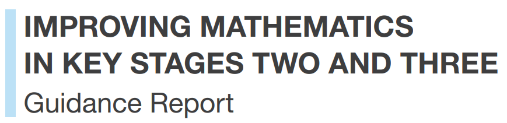 IMPROVING MATHEMATICS
IN KEY STAGES TWO AND THREE
Guidance Report